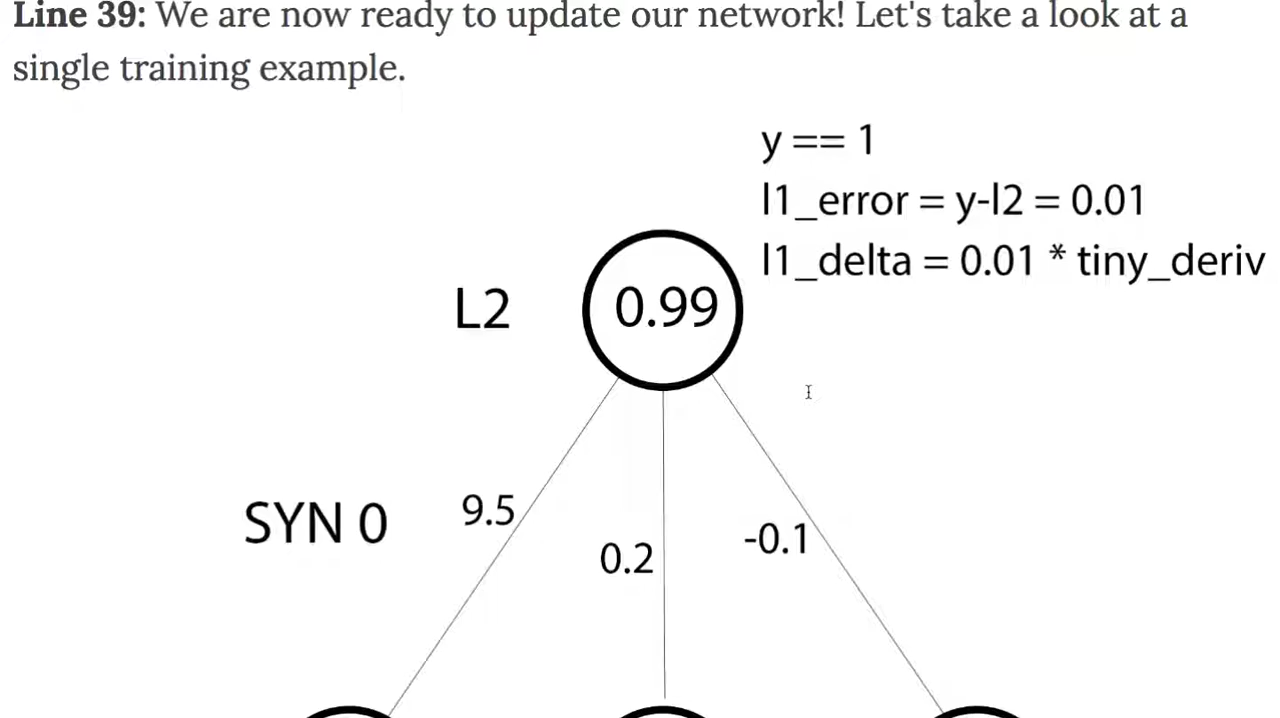 Line 39: We are now ready to update our network! Let's take a look at a
single training example.
y == 1
l1_error = y-l2 = 0.01
l1_delta = 0.01 * tiny_deriv
L2
0.99
SYN 0
9.5
0.2
-0.1